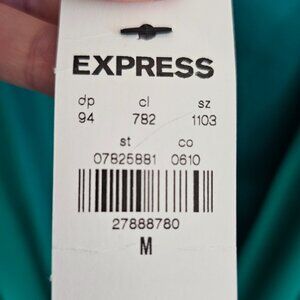 EXPRESS
dp cl sz
94 782 1103
st co
07825881 0610
27888780
M